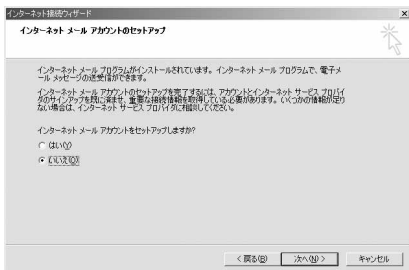 インターネット接続ウィザード
インターネット メール アカウントのセットアップ
インターネット メール プログラムがインストールされています。インターネット メール プログラムで、電子メ
ール メッセージの送受信ができます。
インターネット メール アカウントのセットアップを完了するには、アカウントとインターネット サービス プロバイ
ダのサインアップを既に済ませ、重要な接続情報を取得している必要があります。いくつかの情報が足り
ない場合は、インターネット サービス プロバイダに相談してください。
インターネット メール アカウントをセットアップしますか?
はい(Y)
いいえ(O)
< 戻る(B)
次へ(N) >
キャンセル